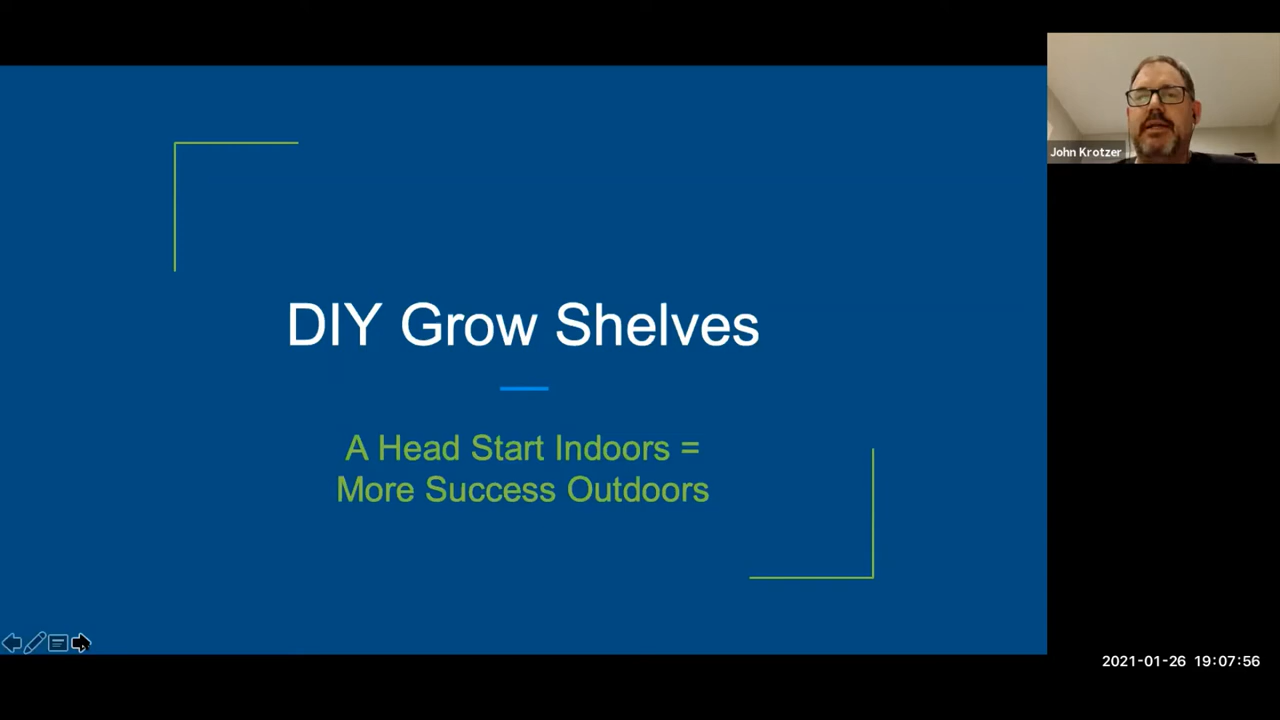 John Krotzer
DIY Grow Shelves
A Head Start Indoors =
More Success Outdoors
2021-01-26 19:07:56